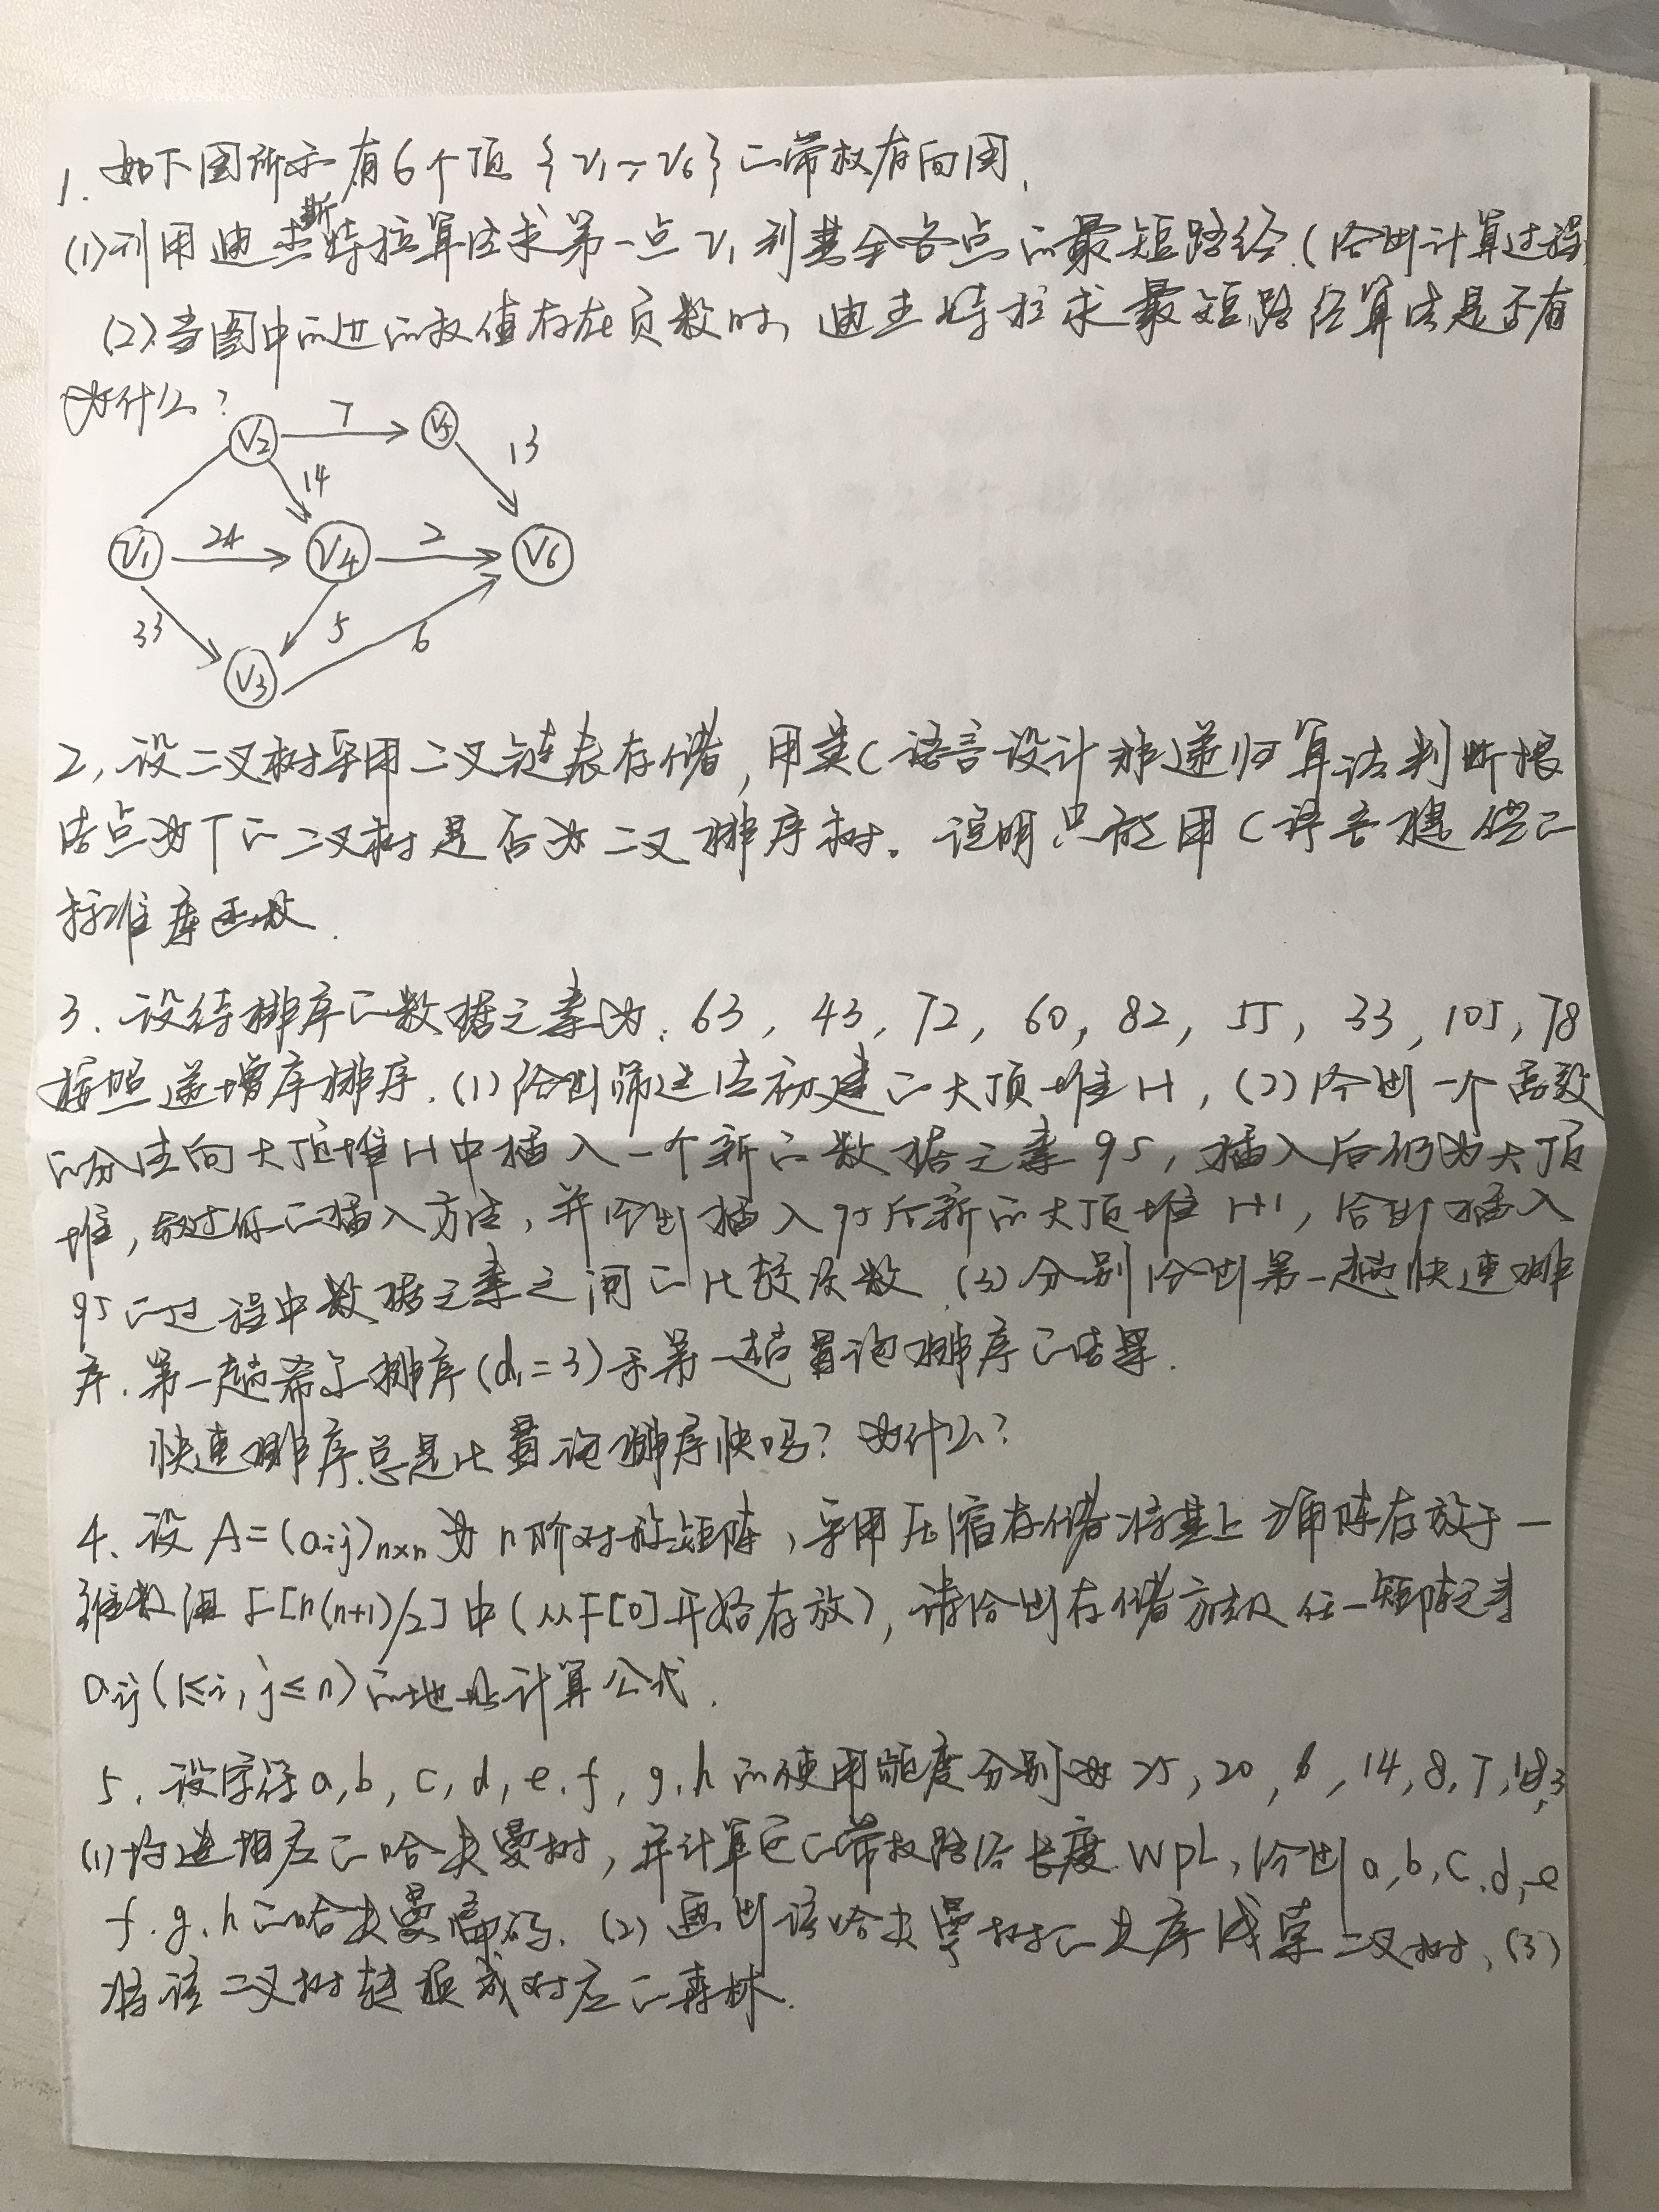 1. 如下图所示有6个顶{v1~v6}的带权有向图.
(1)利用迪杰斯特拉算法求第一点v1到其余各点的最短路径.(给出计算过程
(2).当图中的边的权值存在负数时,迪杰特拉求最短路径算法是否有
为什么?
V2 7 V5
13
14
V1 24 V4 2 V6
33 5 6
V3
2, 设二叉树采用二叉链表存储,用类C语言设计非递归算法判断根
结点为T的二叉树是否为二叉排序树。说明只能用C语言提供的
标准库函数.
3. 设待排序的数据元素为: 63, 43, 72, 60, 82, 55, 33, 105, 78
按照递增序排序.(1)给出筛选法初建的大顶堆H,(2)给出一个高效
的方法向大顶堆H中插入一个新的数据元素95,插入后仍为大顶
堆,叙述你的插入方法,并给出插入95后新的大顶堆H1,给出插入
95的过程中数据元素之间的比较次数.(3)分别给出第一趟快速排
序.第一趟希尔排序(d1=3)和第一趟冒泡排序的结果.
快速排序总是比冒泡排序快吗?为什么?
4. 设A=(aij)n×n为n阶对称矩阵,采用压缩存储将其上三角阵存放于一
维数组F[n(n+1)/2]中(从F[0]开始存放),请给出存储方法及任一矩阵元素
aij(1≤i,j≤n)的地址计算公式.
5. 设字符a,b,c,d,e.f,g.h的使用频度分别为25,20,6,14,8,7,18,3
(1)构造相应的哈夫曼树,并计算它的带权路径长度WPL,给出a,b,c.d,e
f.g.h的哈夫曼编码.(2)画出该哈夫曼树的先序线索二叉树.(3)
将该二叉树转换成对应的森林.